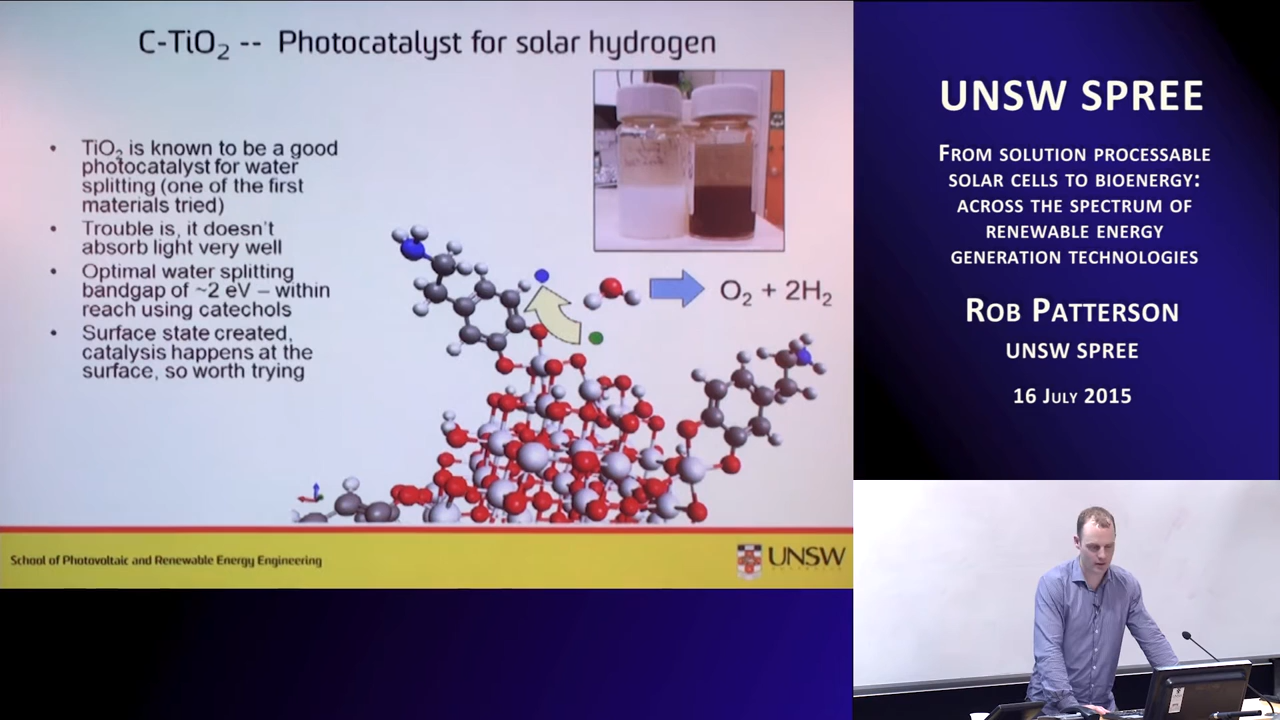 C-TiO2 -- Photocatalyst for solar hydrogen
• TiO2 is known to be a good
photocatalyst for water
splitting (one of the first
materials tried)
• Trouble is, it doesn't
absorb light very well
• Optimal water splitting
bandgap of ~2 eV – within
reach using catechols
• Surface state created,
catalysis happens at the
surface, so worth trying
O2 + 2H2
School of Photovoltaic and Renewable Energy Engineering
UNSW
UNSW SPREE
From solution processable
solar cells to bioenergy:
across the spectrum of
renewable energy
generation technologies
Rob Patterson
UNSW SPREE
16 July 2015